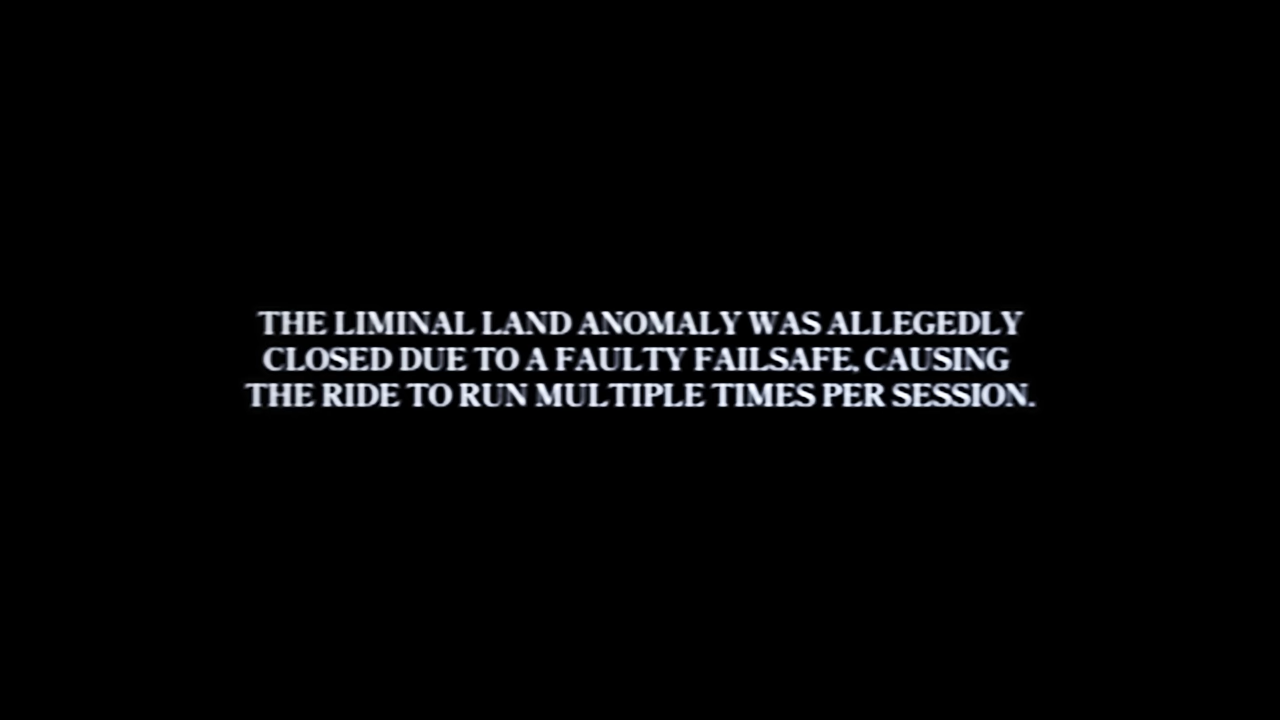 THE LIMINAL LAND ANOMALY WAS ALLEGEDLY
CLOSED DUE TO A FAULTY FAILSAFE, CAUSING
THE RIDE TO RUN MULTIPLE TIMES PER SESSION.